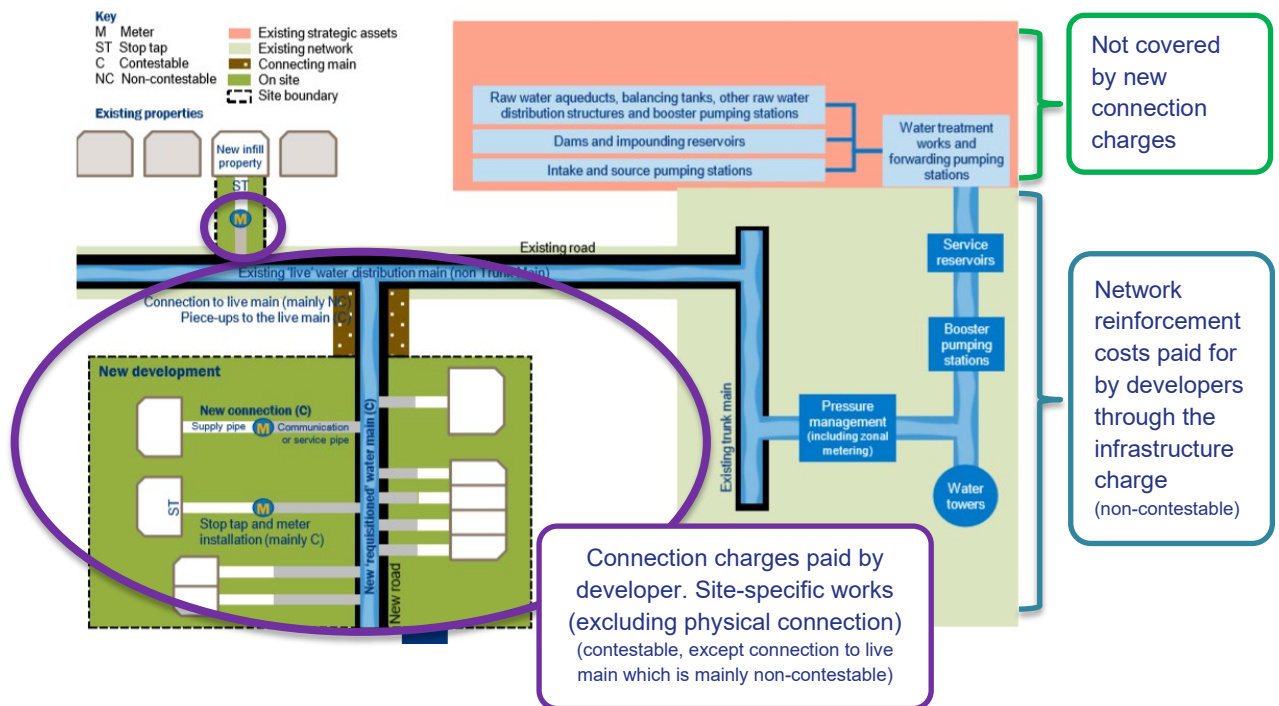 Key
M Meter
ST Stop tap
C Contestable
NC Non-contestable
Existing strategic assets
Existing network
Connecting main
On site
Site boundary
Existing properties
New infill
property
ST
M
Raw water aqueducts, balancing tanks, other raw water
distribution structures and booster pumping stations
Dams and impounding reservoirs
Intake and source pumping stations
Water treatment
works and
forwarding pumping
stations
Not covered
by new
connection
charges
Existing road
Existing 'live' water distribution main (non Trunk Main)
Connection to live main (mainly NC)
Piece-ups to the live main (C)
Service
reservoirs
Booster
pumping
stations
Pressure
management
(including zonal
metering)
Water
towers
Existing trunk main
Network
reinforcement
costs paid for
by developers
through the
infrastructure
charge
(non-contestable)
New development
New connection (C)
Supply pipe
M
Communication
or service pipe
ST
M
Stop tap and meter
installation (mainly C)
New 'requisitioned' water main (C)
New road
Connection charges paid by
developer. Site-specific works
(excluding physical connection)
(contestable, except connection to live
main which is mainly non-contestable)